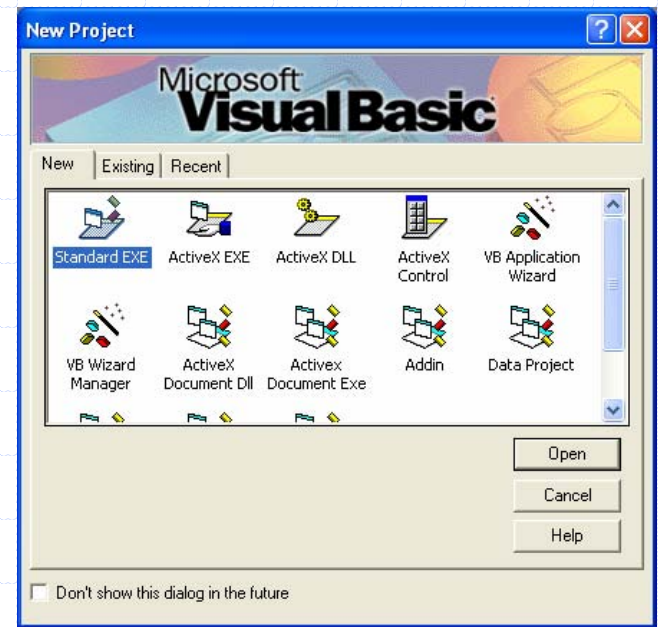 New Project
Microsoft
Visual Basic
New Existing Recent
Standard EXE ActiveX EXE ActiveX DLL ActiveX Control VB Application Wizard
VB Wizard Manager ActiveX Document Dll Activex Document Exe Addin Data Project
Open
Cancel
Help
Don't show this dialog in the future